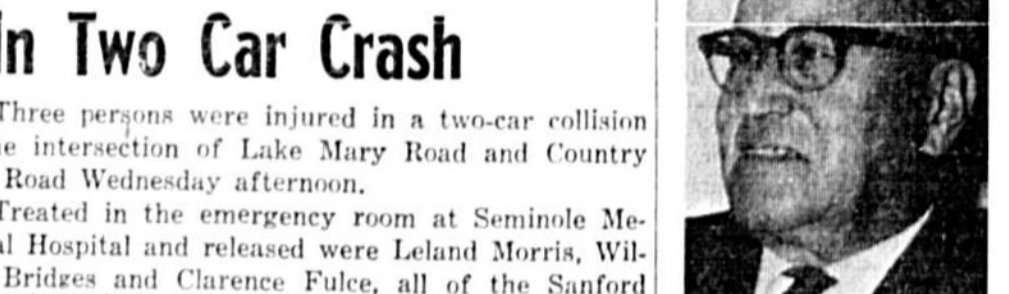 In Two Car Crash
Three persons were injured in a two-car collision
e intersection of Lake Mary Road and Country
Road Wednesday afternoon.
Treated in the emergency room at Seminole Me-
al Hospital and released were Leland Morris, Wil-
Bridges and Clarence Fulce, all of the Sanford